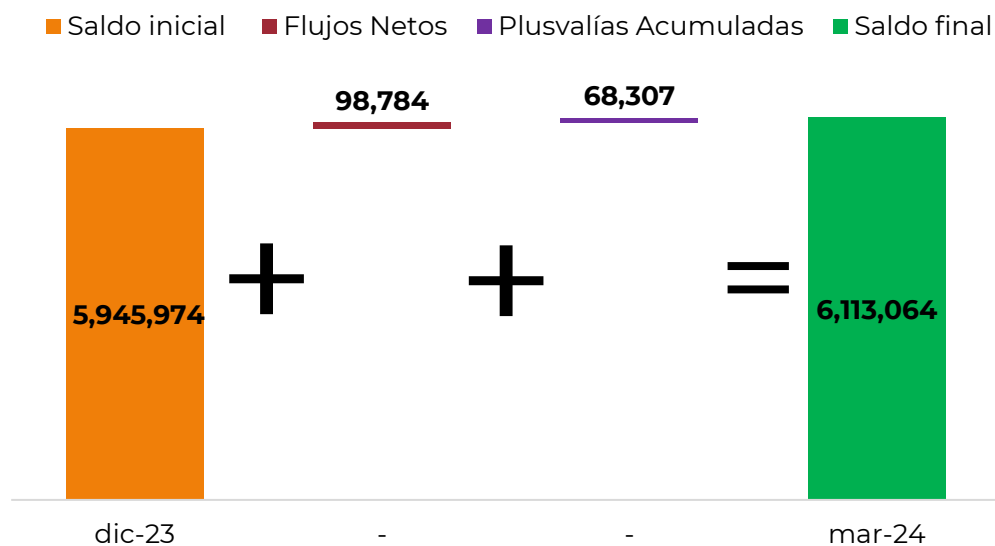 Saldo inicial Flujos Netos Plusvalías Acumuladas Saldo final
98,784 68,307
+ + =
5,945,974 6,113,064
dic-23 - - mar-24